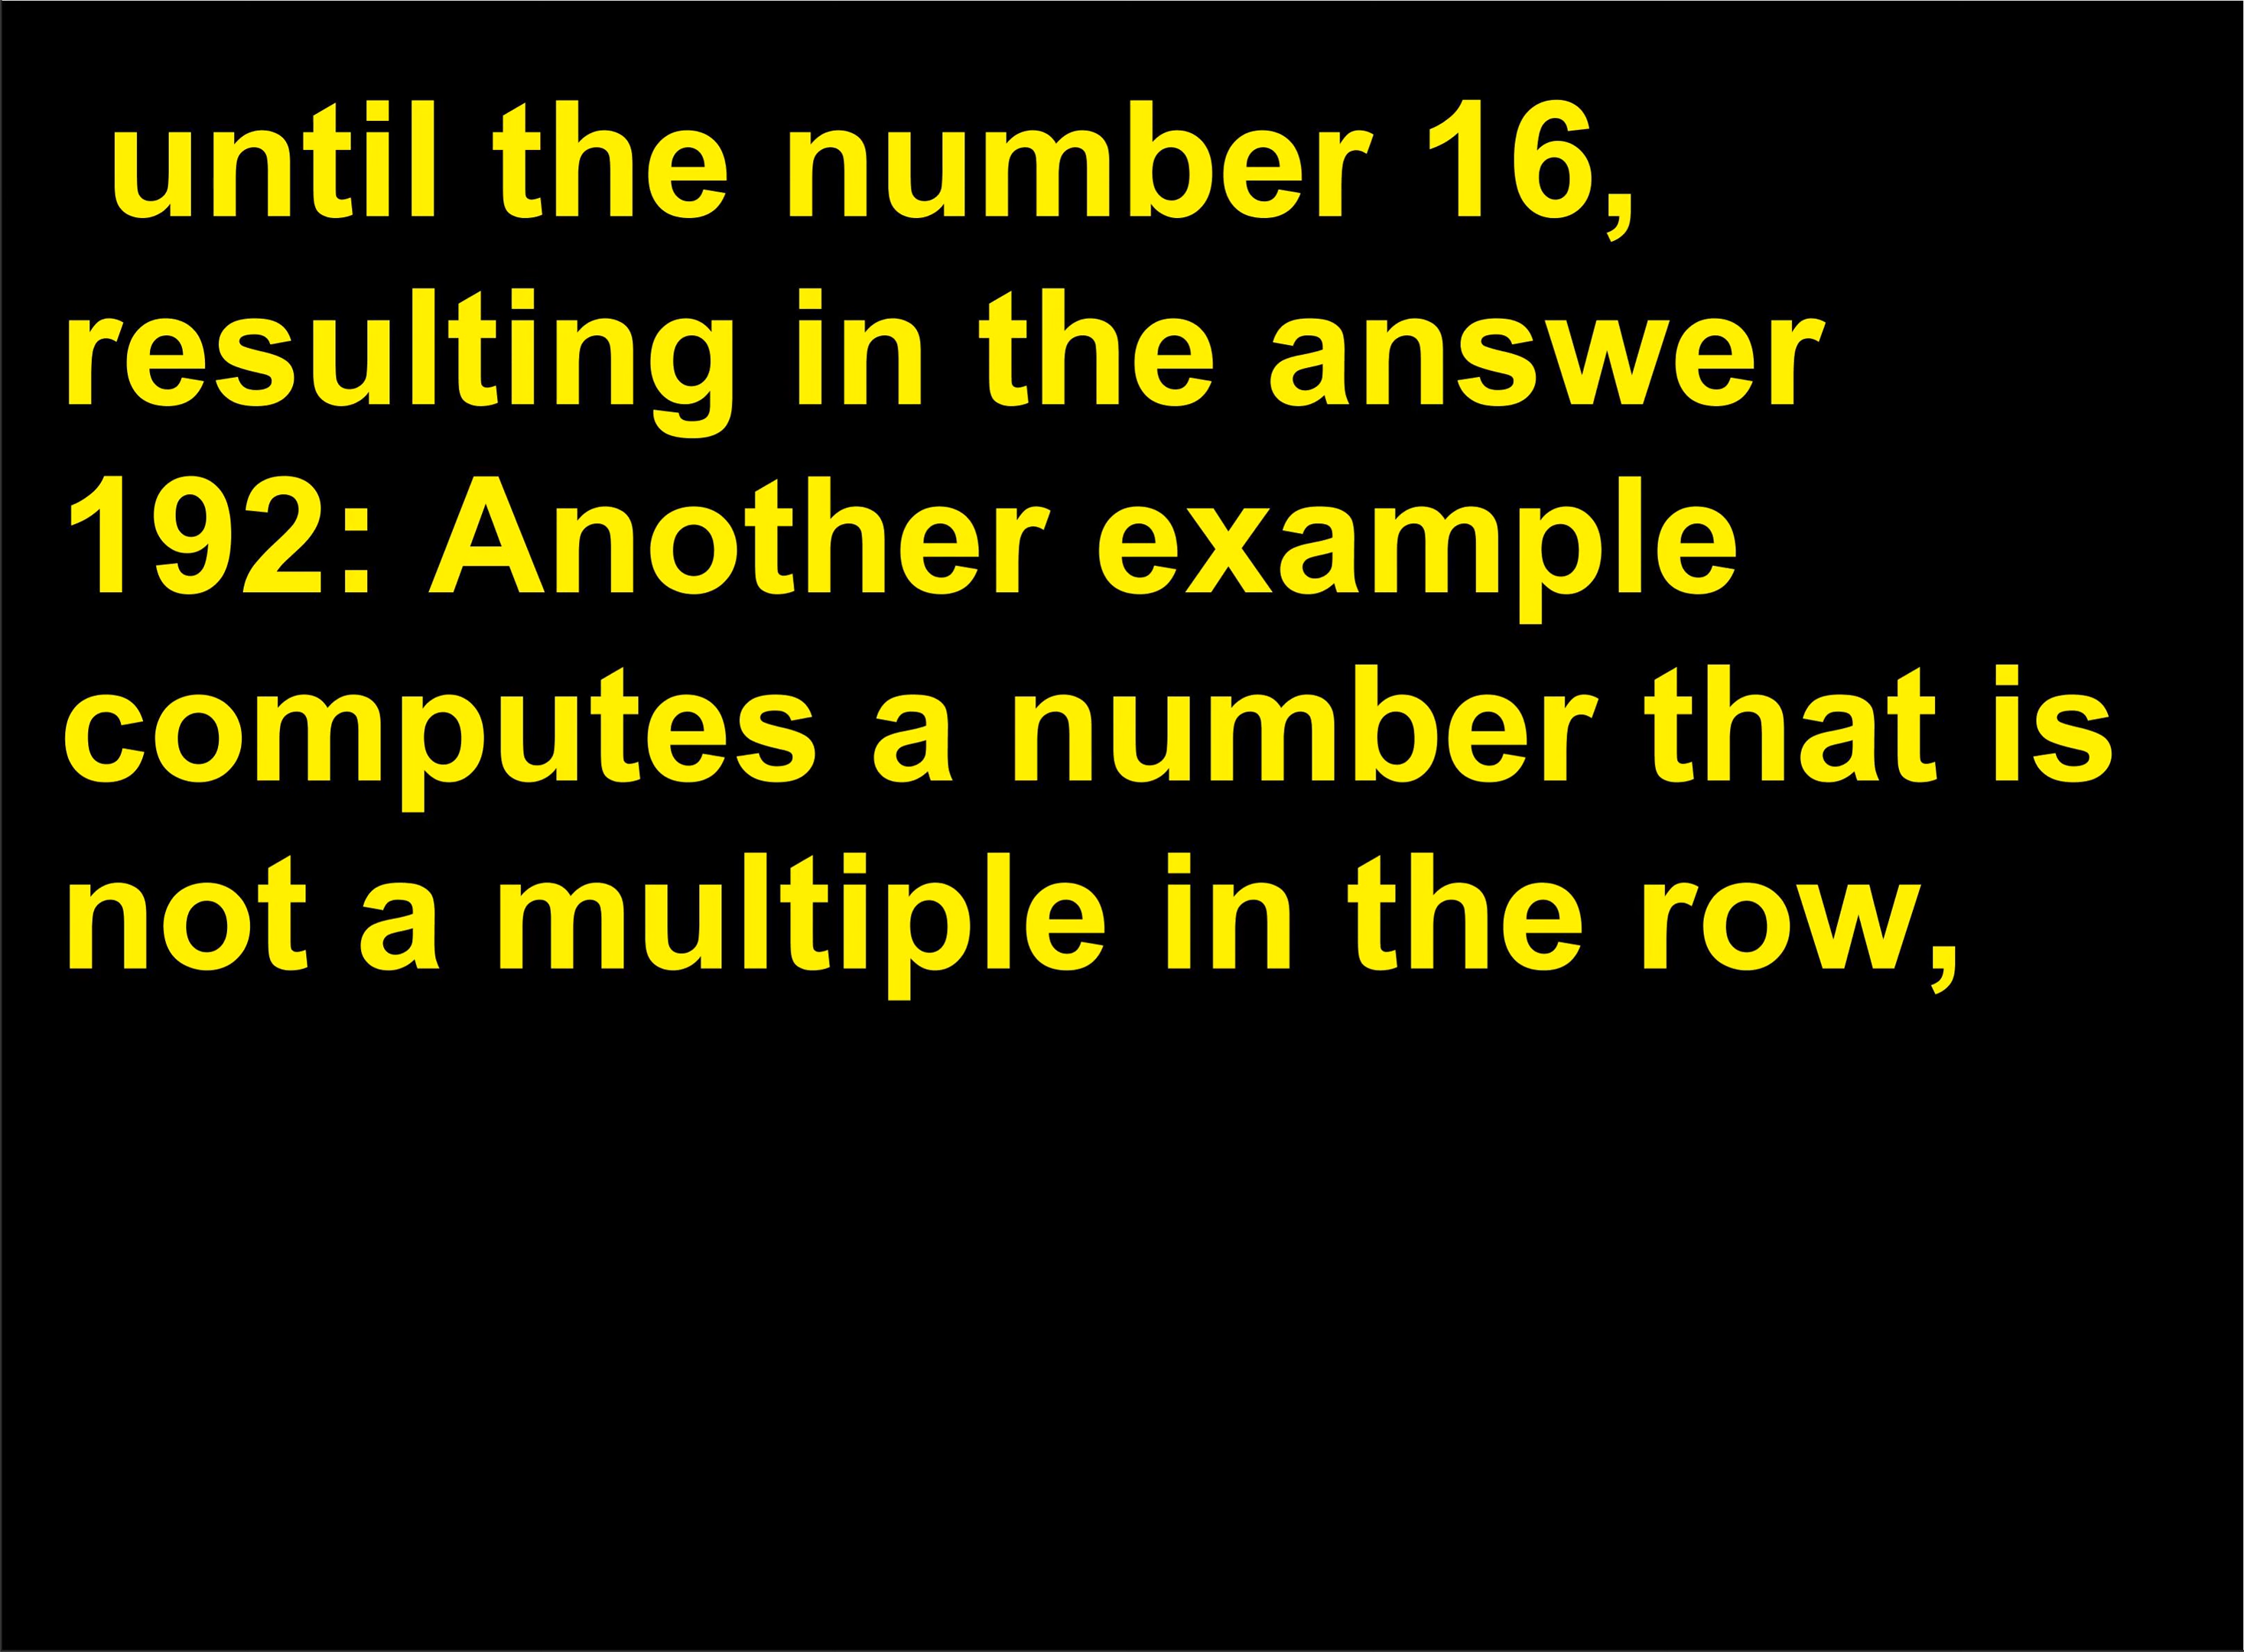 until the number 16,
resulting in the answer
192: Another example
computes a number that is
not a multiple in the row,